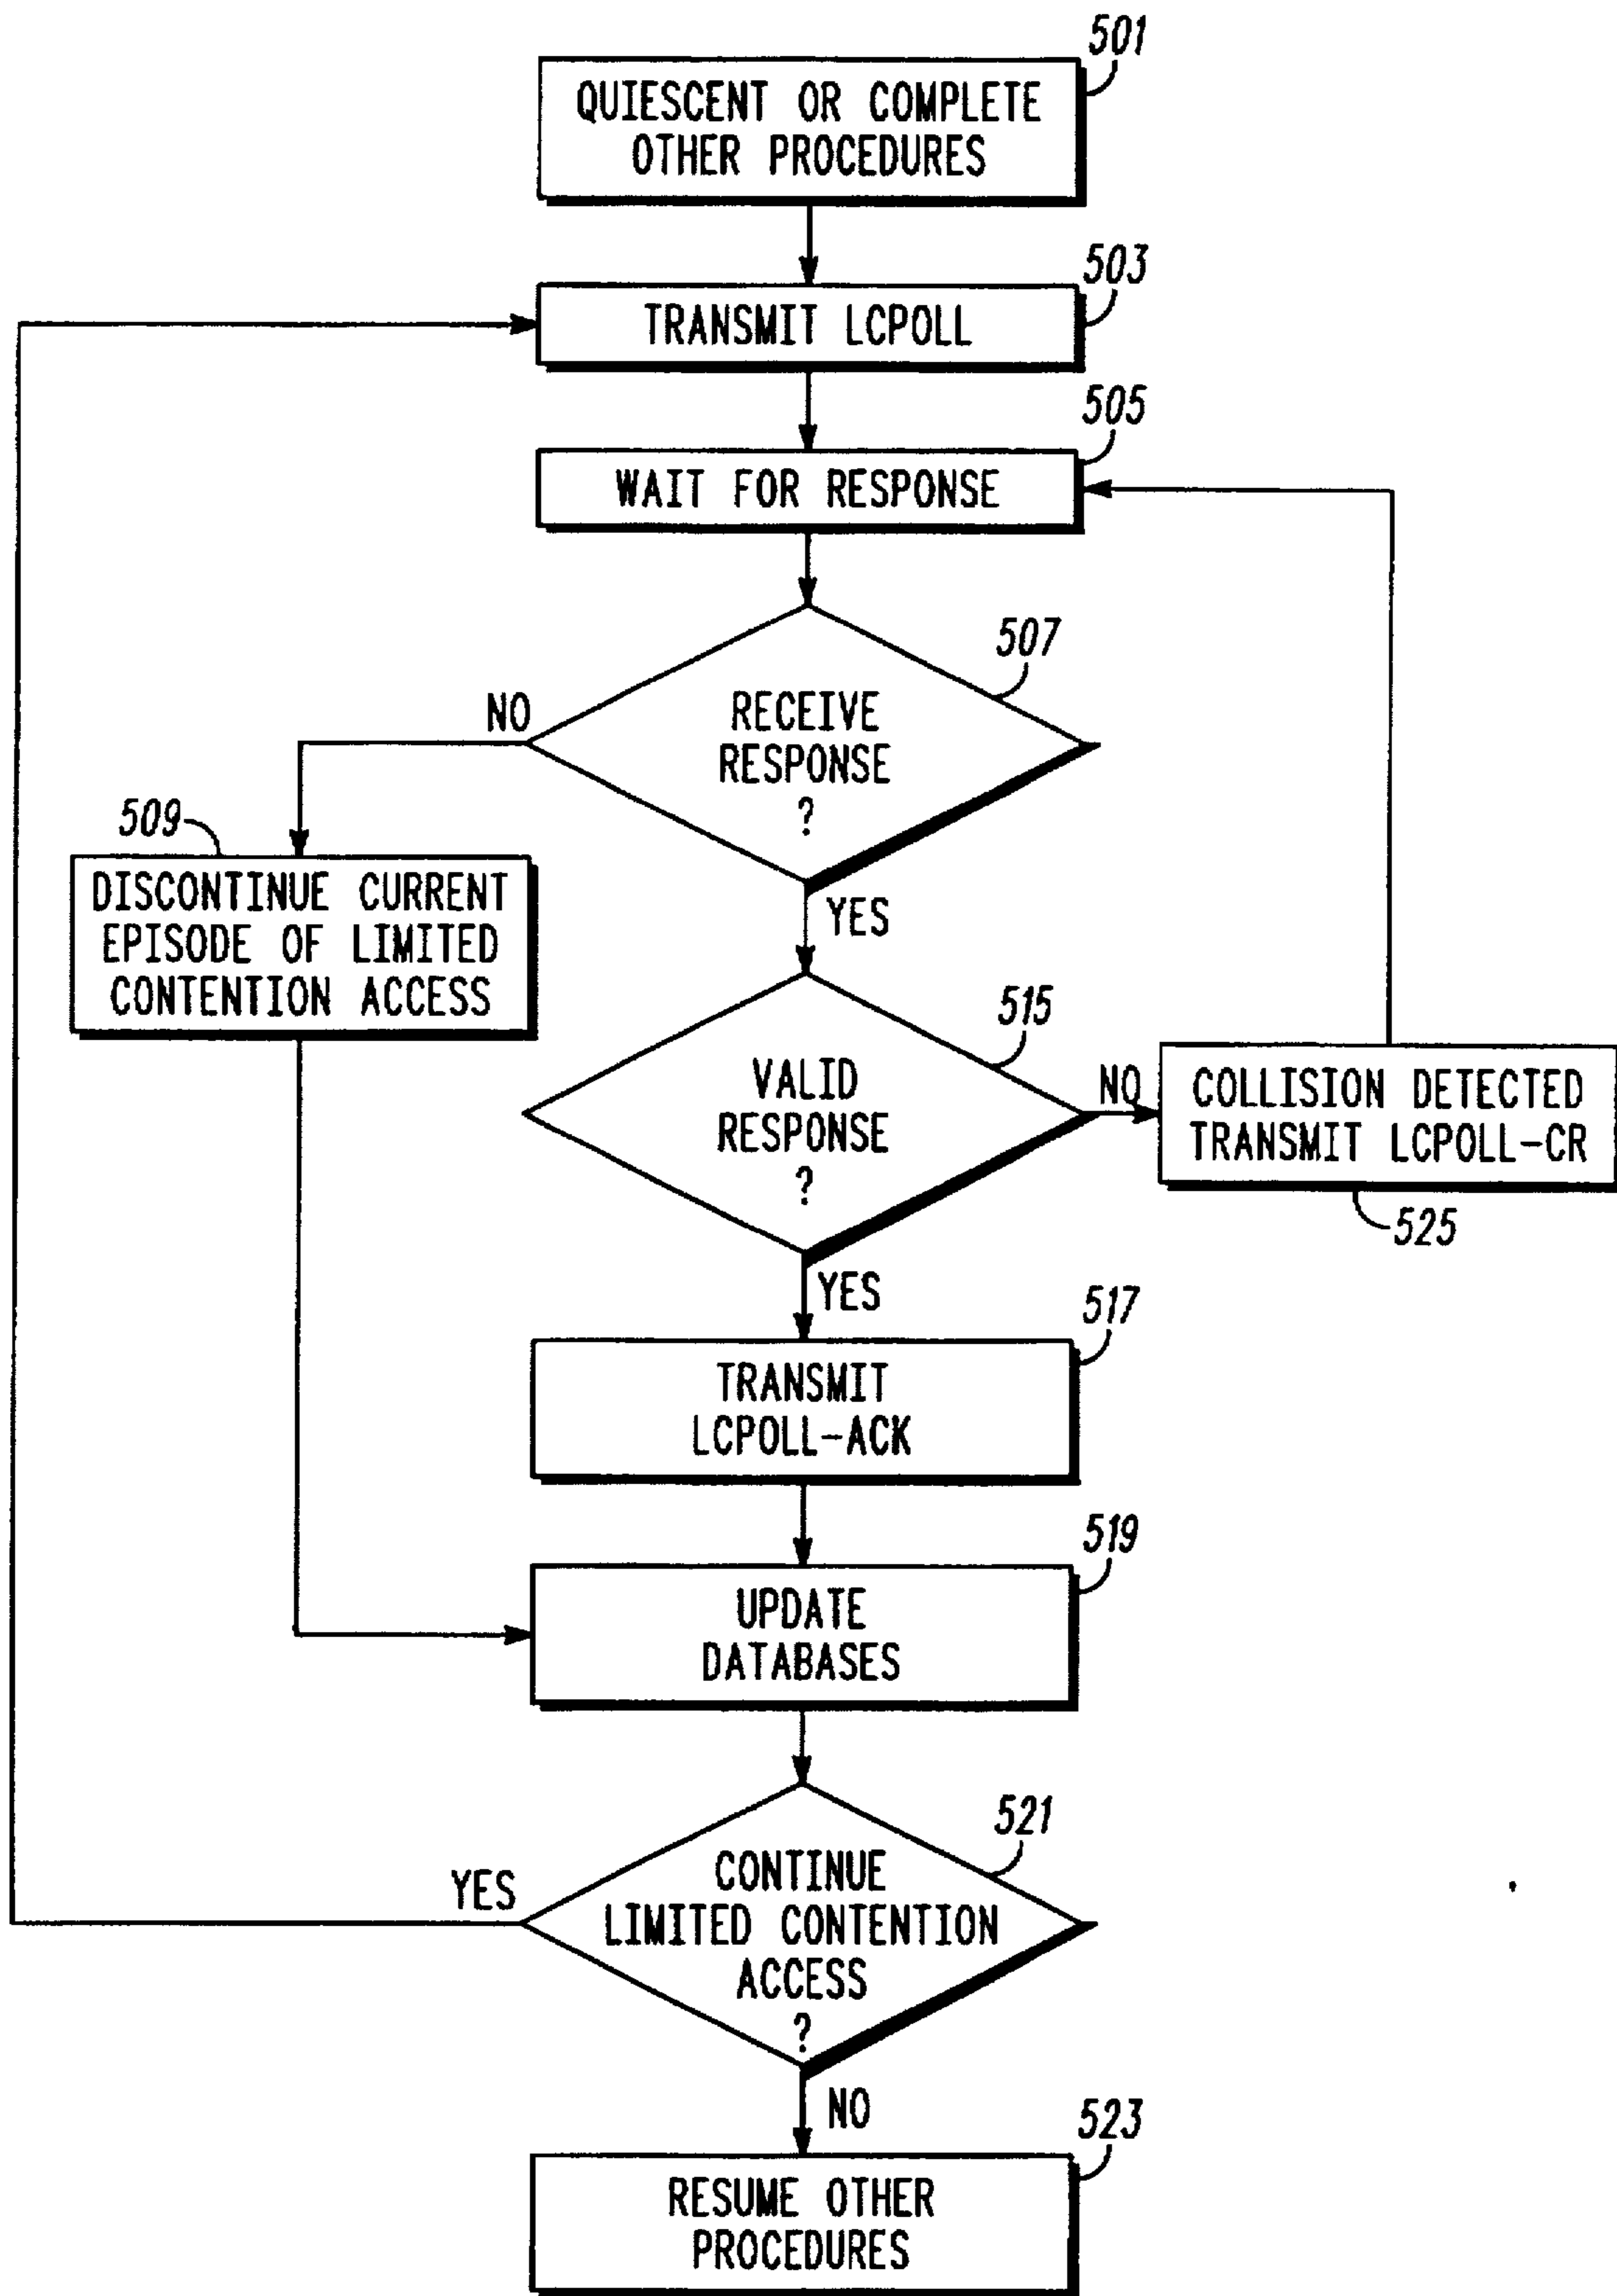 501
QUIESCENT OR COMPLETE
OTHER PROCEDURES
503
TRANSMIT LCPOLL
505
WAIT FOR RESPONSE
507
RECEIVE
RESPONSE
?
NO
YES
509
DISCONTINUE CURRENT
EPISODE OF LIMITED
CONTENTION ACCESS
515
VALID
RESPONSE
?
NO
YES
COLLISION DETECTED
TRANSMIT LCPOLL-CR
525
517
TRANSMIT
LCPOLL-ACK
519
UPDATE
DATABASES
521
CONTINUE
LIMITED CONTENTION
ACCESS
?
YES
NO
523
RESUME OTHER
PROCEDURES